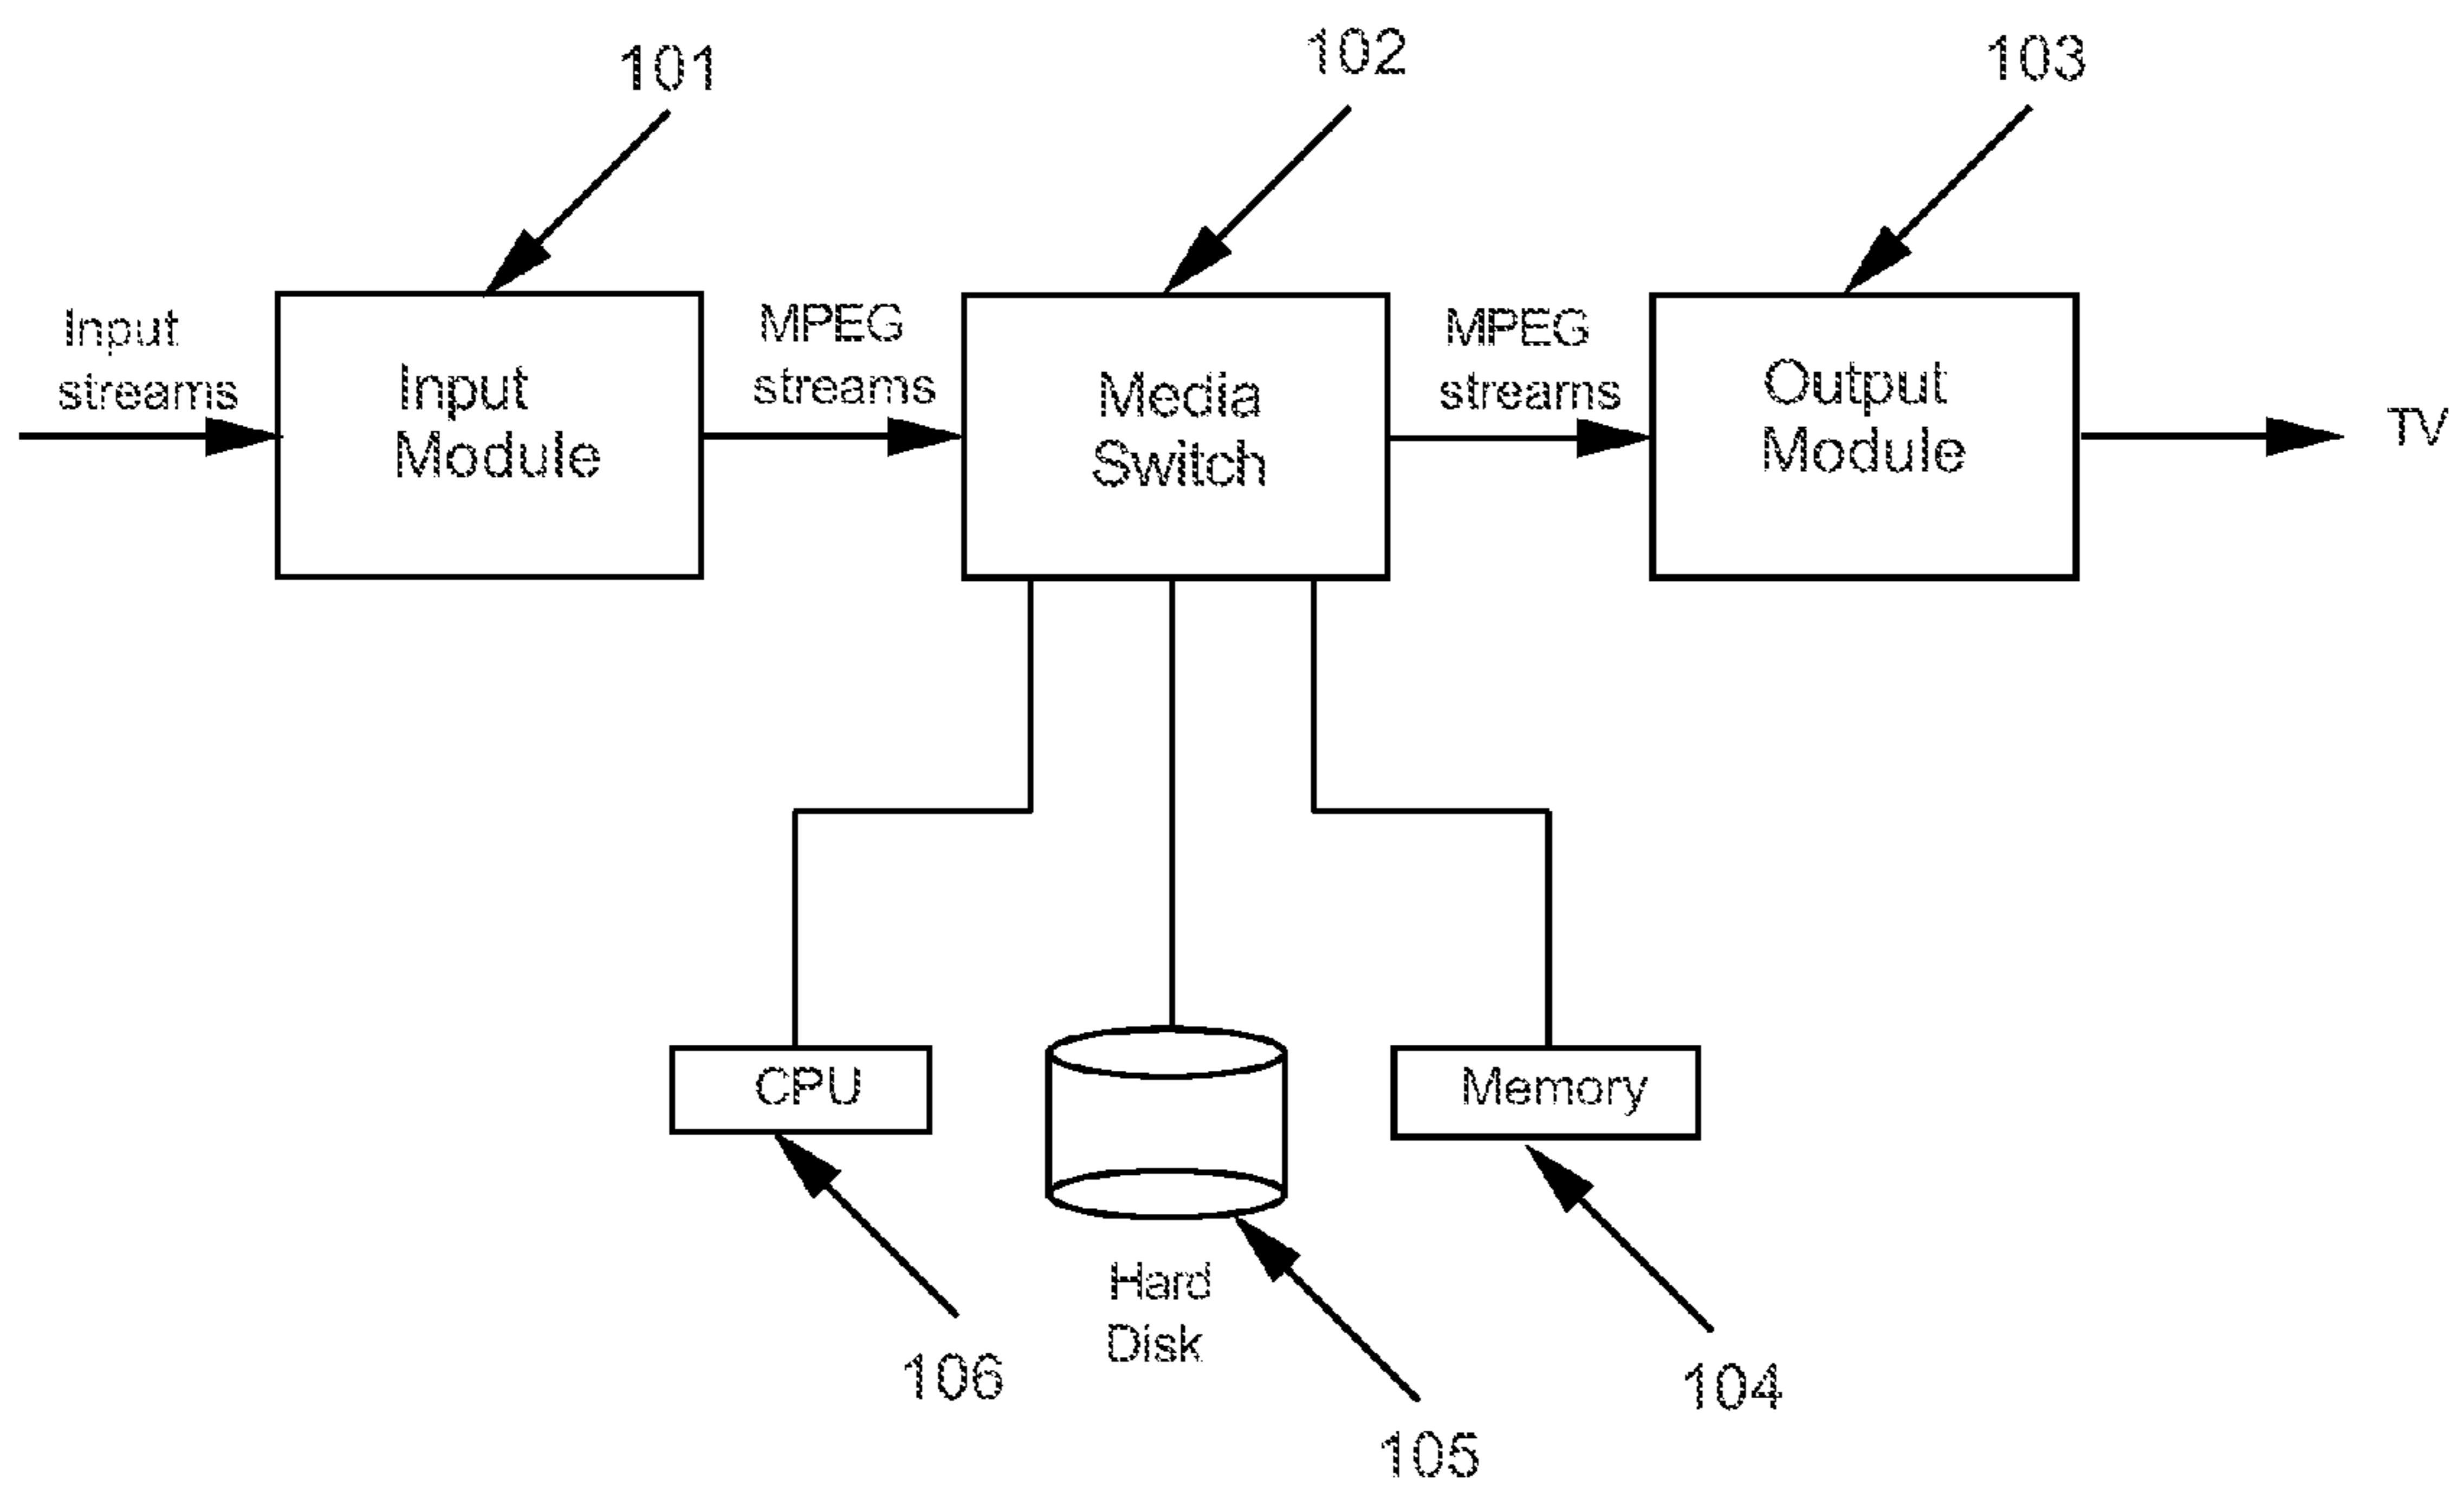 101
102
103
Input
streams
Input
Module
MPEG
streams
Media
Switch
MPEG
streams
Output
Module
TV
CPU
Memory
Hard
Disk
106
105
104